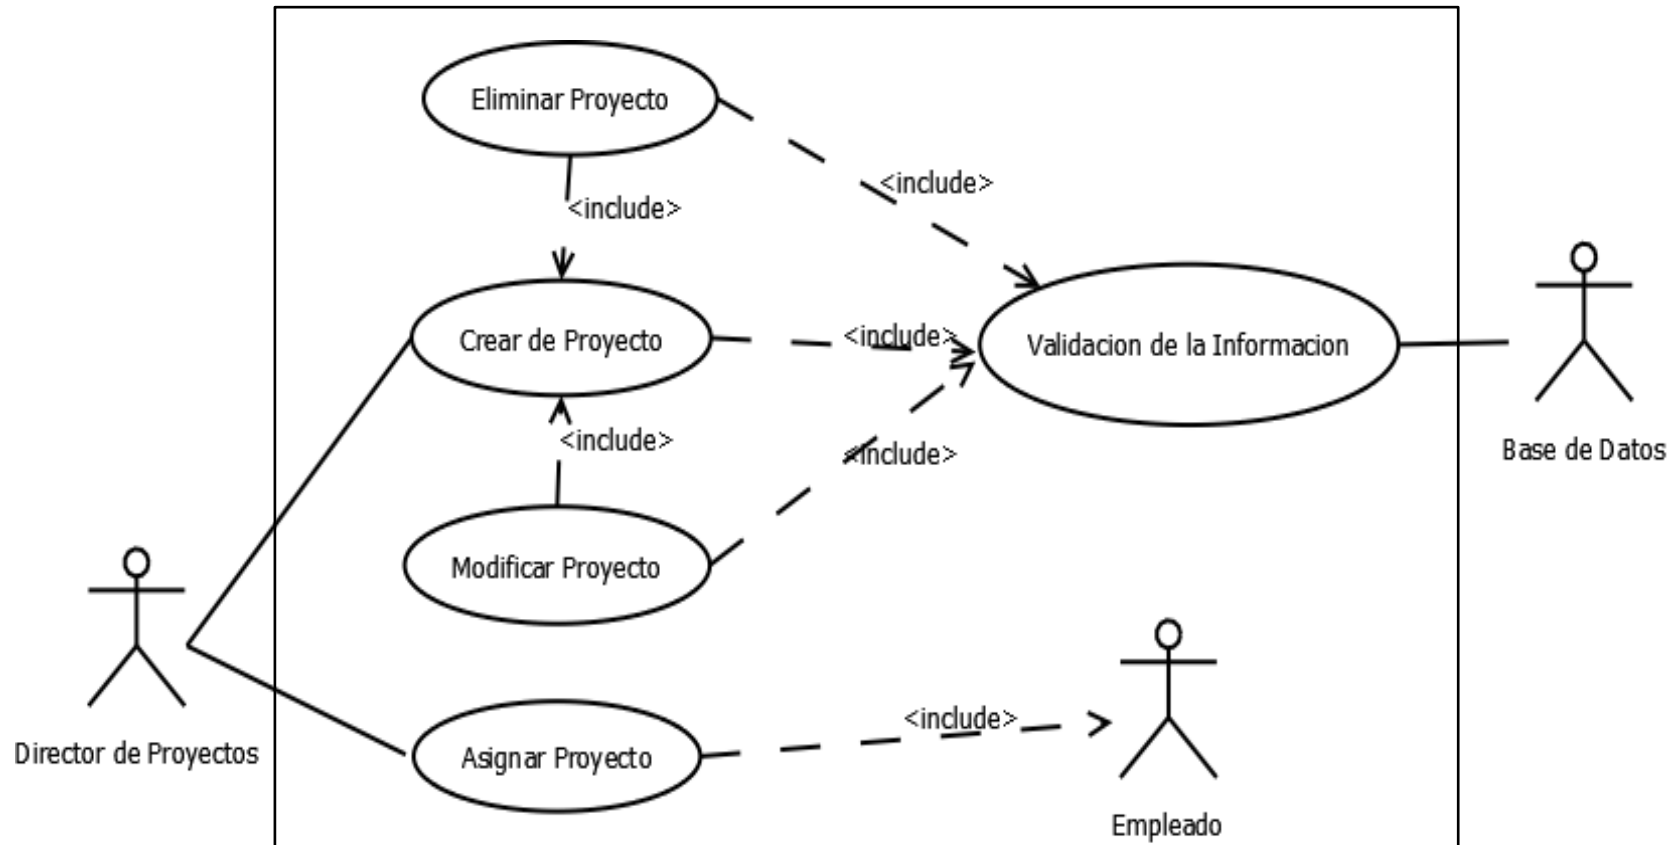 Eliminar Proyecto
<include>
<include>
Crear de Proyecto
<include>
Validacion de la Informacion
<include>
<include>
Base de Datos
Modificar Proyecto
<include>
Director de Proyectos
Asignar Proyecto
Empleado